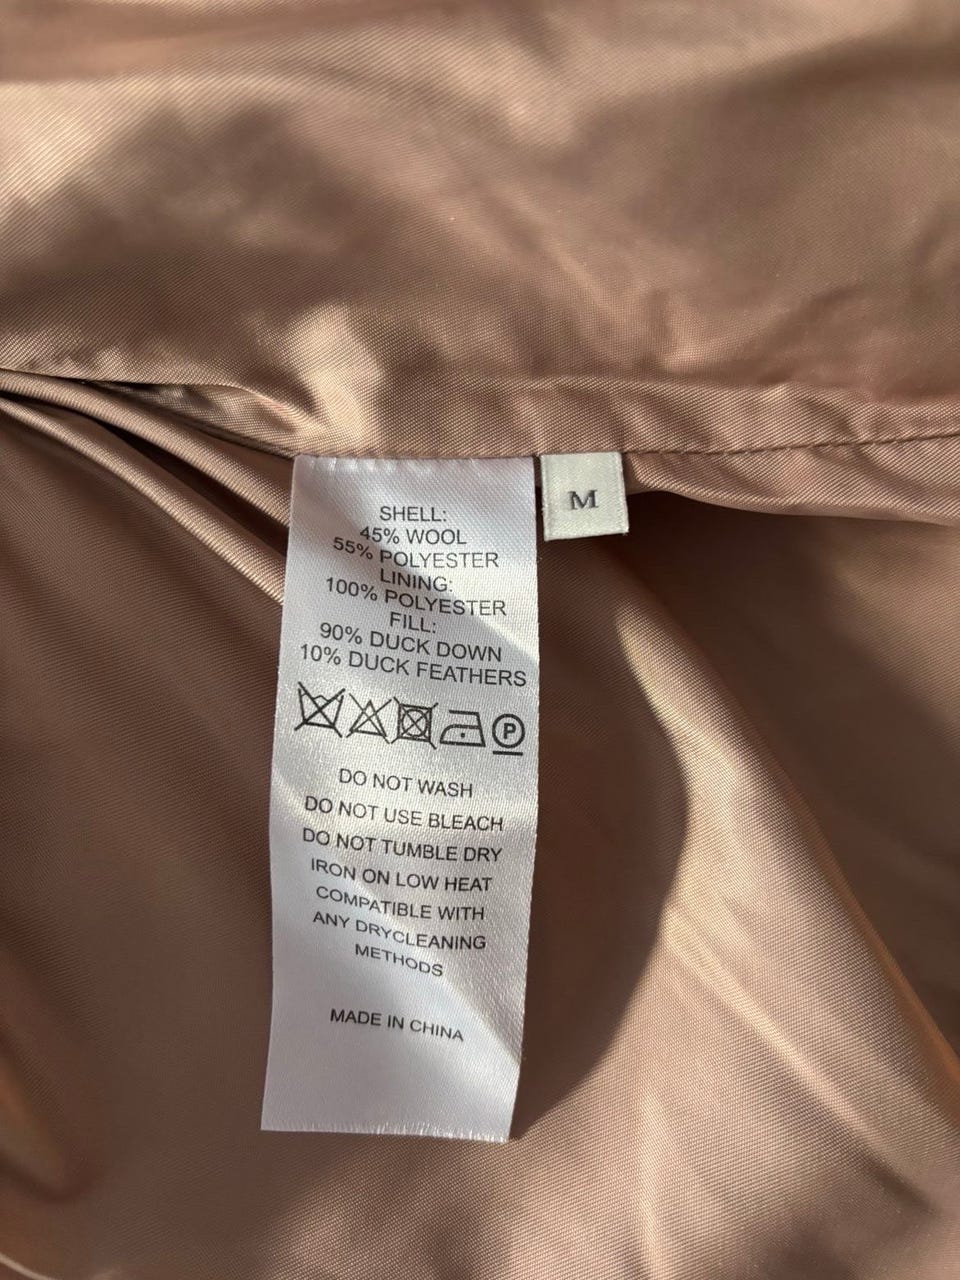 SHELL:
45% WOOL
55% POLYESTER
LINING:
100% POLYESTER
FILL:
90% DUCK DOWN
10% DUCK FEATHERS
P
DO NOT WASH
DO NOT USE BLEACH
DO NOT TUMBLE DRY
IRON ON LOW HEAT
COMPATIBLE WITH
ANY DRYCLEANING
METHODS
MADE IN CHINA
M